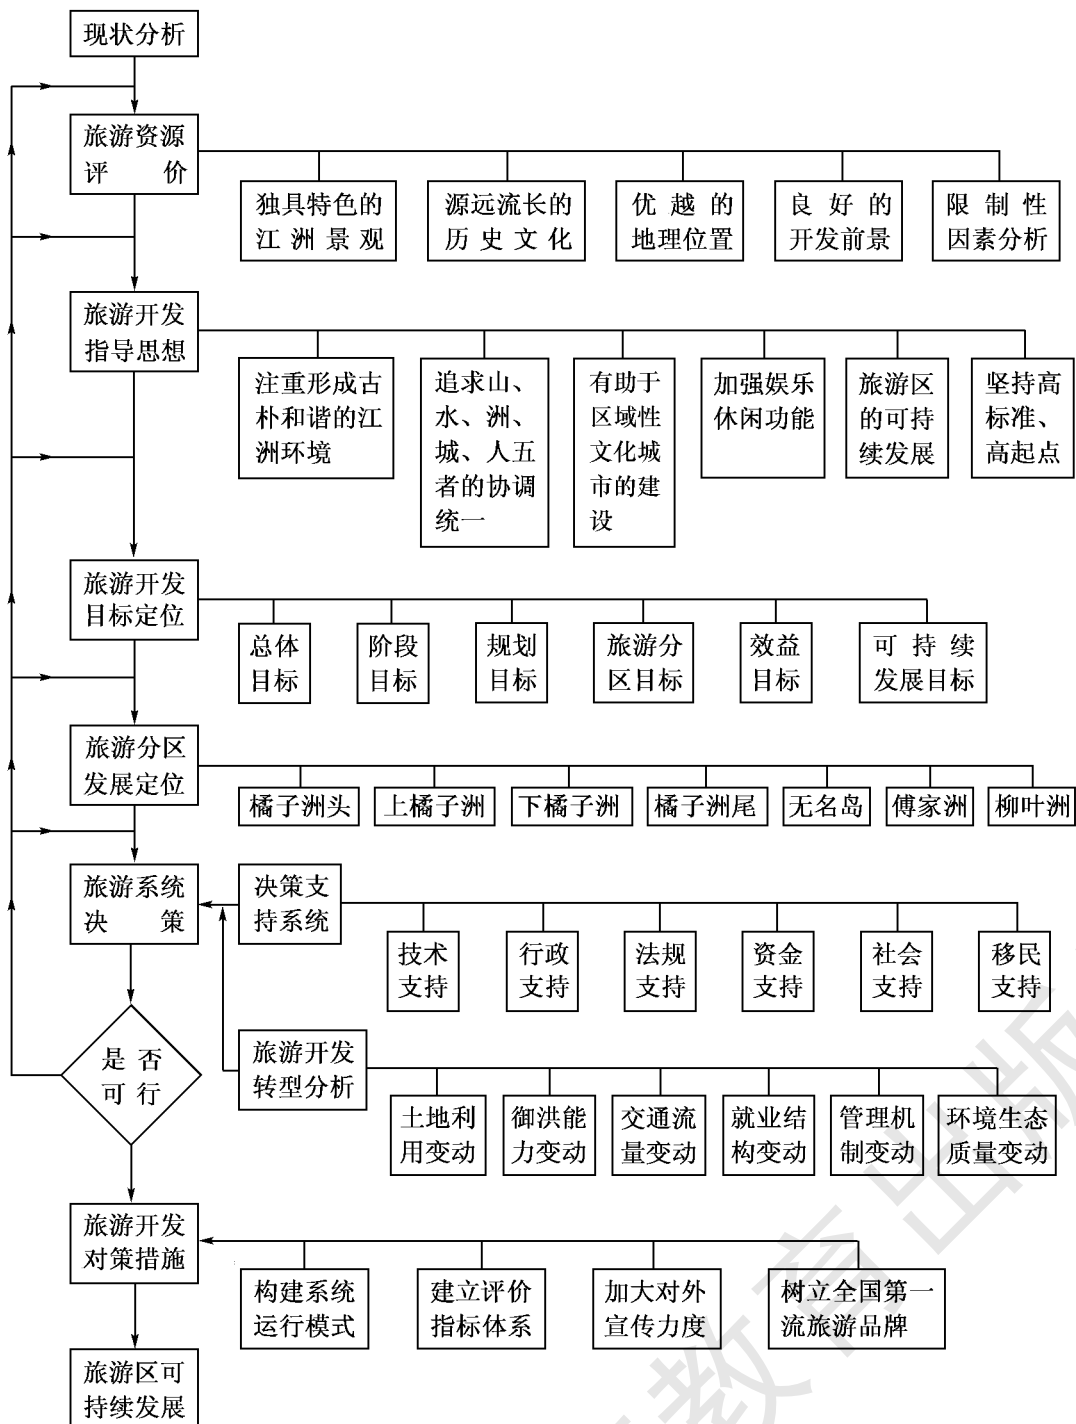 现状分析
旅游资源
评价
独具特色的
江洲景观
源远流长的
历史文化
优越的
地理位置
良好的
开发前景
限制性
因素分析
旅游开发
指导思想
注重形成古
朴和谐的江
洲环境
追求山、
水、洲、
城、人五
者的协调
统一
有助于
区域性
文化城
市的建
设
加强娱乐
休闲功能
旅游区
的可持
续发展
坚持高
标准、
高起点
旅游开发
目标定位
总体
目标
阶段
目标
规划
目标
旅游分
区目标
效益
目标
可持续
发展目标
旅游分区
发展定位
橘子洲头
上橘子洲
下橘子洲
橘子洲尾
无名岛
傅家洲
柳叶洲
旅游系统
决策
决策支
持系统
技术
支持
行政
支持
法规
支持
资金
支持
社会
支持
移民
支持
是否
可行
旅游开发
转型分析
土地利
用变动
御洪能
力变动
交通流
量变动
就业结
构变动
管理机
制变动
环境生态
质量变动
旅游开发
对策措施
构建系统
运行模式
建立评价
指标体系
加大对外
宣传力度
树立全国第一
流旅游品牌
旅游区可
持续发展
教育出版